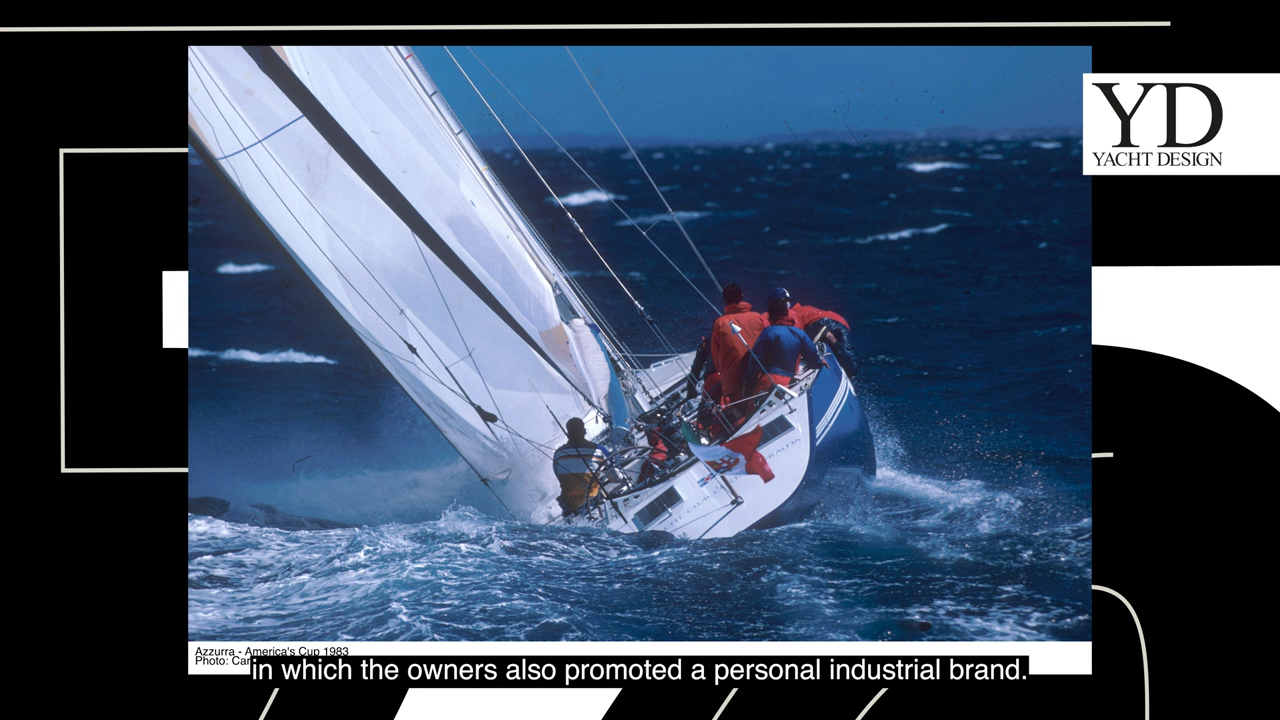 YD
YACHT DESIGN
Azzurra - America's Cup 1983
Photo:
in which the owners also promoted a personal industrial brand.